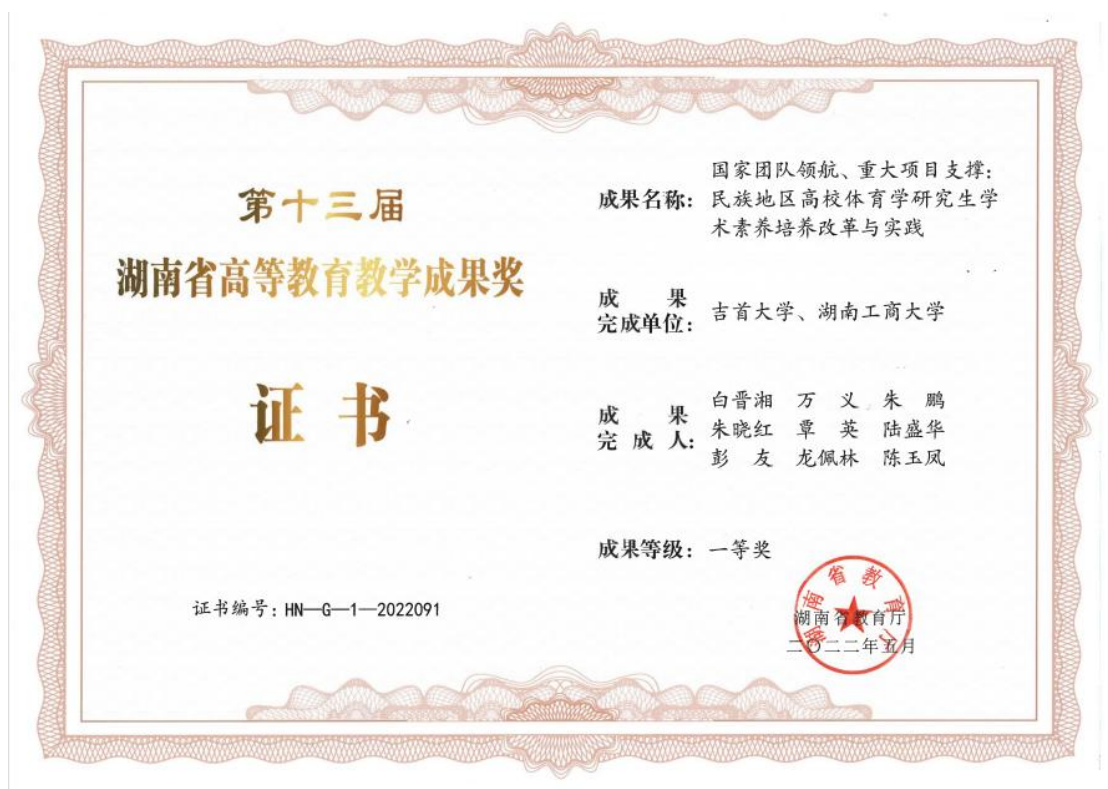 第十三届
湖南省高等教育教学成果奖
证书
证书编号：HN—G—1—2022091
成果名称：国家团队领航、重大项目支撑：
民族地区高校体育学研究生学
术素养培养改革与实践
成果
完成单位：吉首大学、湖南工商大学
成果
完成人：白晋湘 万义 朱鹏
朱晓红 覃英 陆盛华
彭友 龙佩林 陈玉凤
成果等级：一等奖
湖南省教育厅
湖南省教育厅
二〇二二年五月